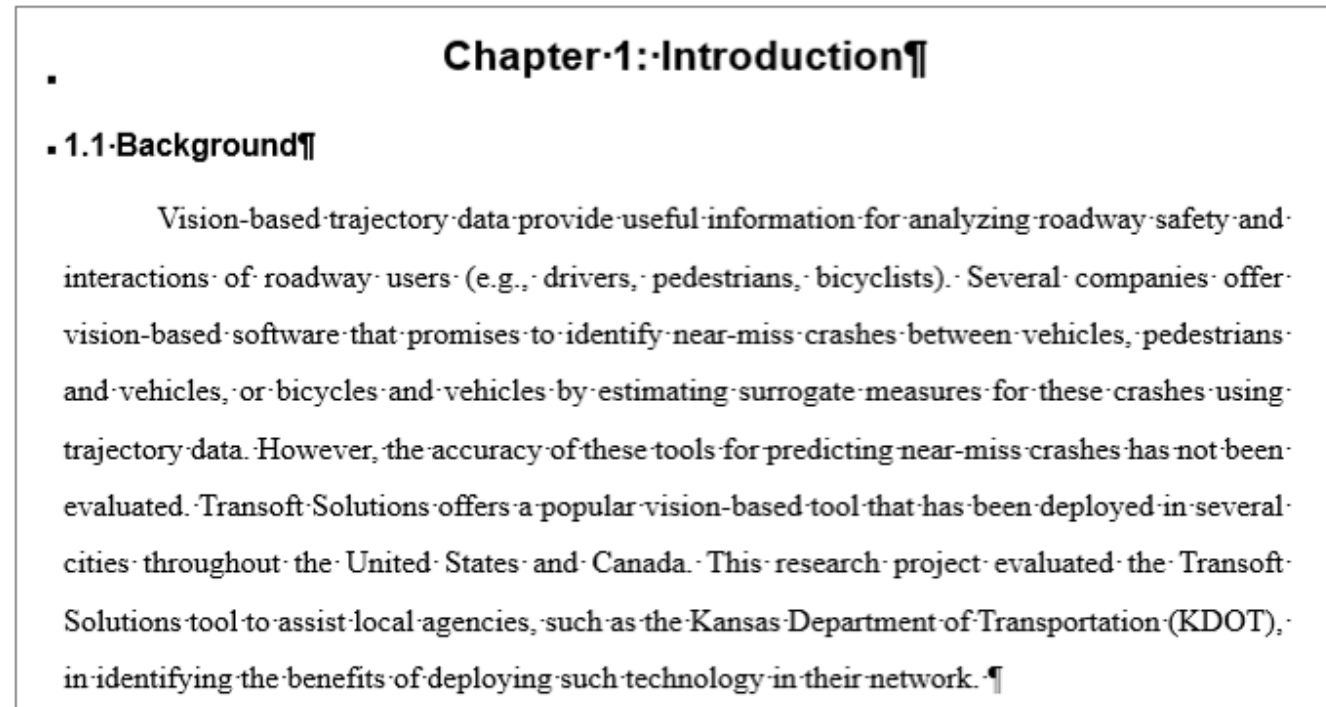 Chapter·1:·Introduction¶
1.1·Background¶
Vision-based·trajectory·data·provide·useful·information·for·analyzing·roadway·safety·and·
interactions·of·roadway·users·(e.g.,·drivers,·pedestrians,·bicyclists).·Several·companies·offer·
vision-based·software·that·promises·to·identify·near-miss·crashes·between·vehicles,·pedestrians·
and·vehicles,·or·bicycles·and·vehicles·by·estimating·surrogate·measures·for·these·crashes·using·
trajectory·data.·However,·the·accuracy·of·these·tools·for·predicting·near-miss·crashes·has·not·been·
evaluated.·Transoft·Solutions·offers·a·popular·vision-based·tool·that·has·been·deployed·in·several·
cities·throughout·the·United·States·and·Canada.·This·research·project·evaluated·the·Transoft·
Solutions·tool·to·assist·local·agencies,·such·as·the·Kansas·Department·of·Transportation·(KDOT),·
in·identifying·the·benefits·of·deploying·such·technology·in·their·network.·¶